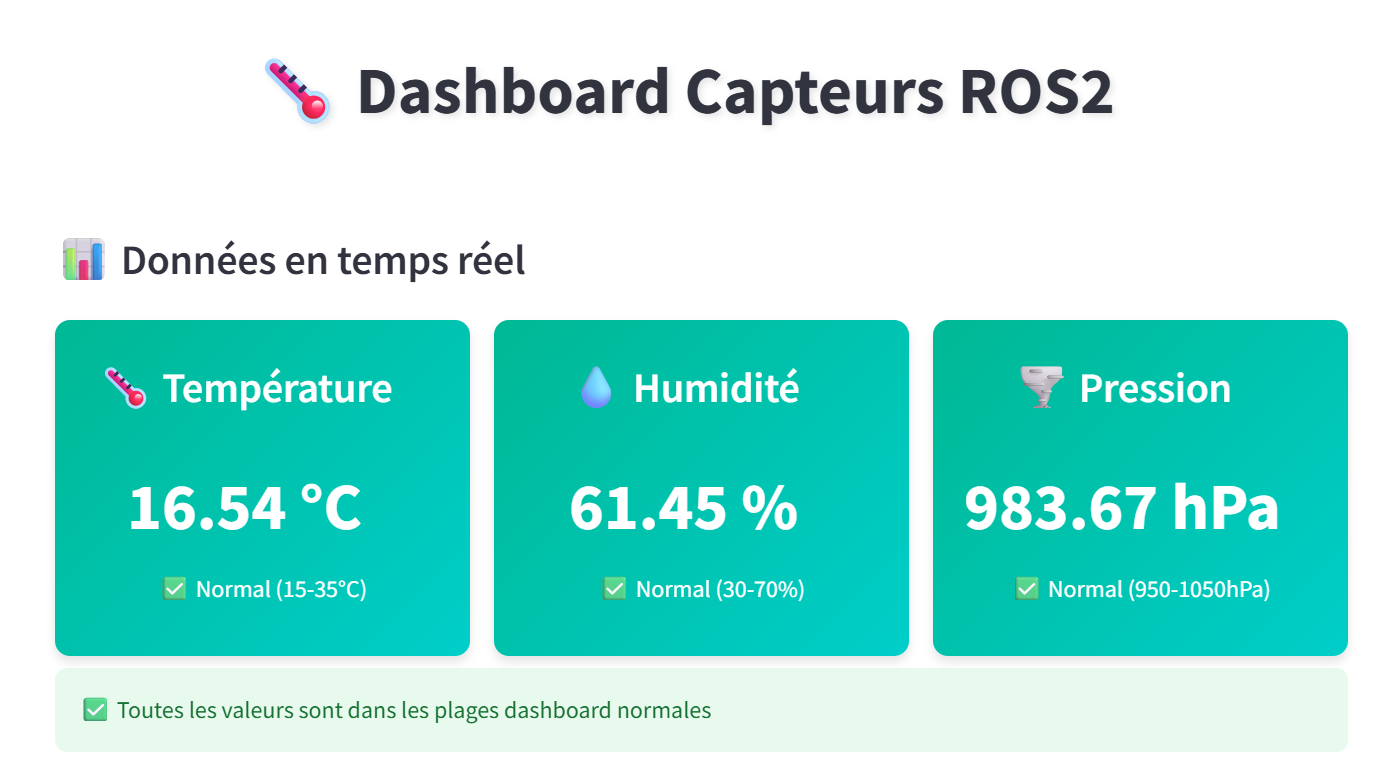 Dashboard Capteurs ROS2
Données en temps réel
Température
Humidité
Pression
16.54 °C
61.45 %
983.67 hPa
Normal (15-35°C)
Normal (30-70%)
Normal (950-1050hPa)
Toutes les valeurs sont dans les plages dashboard normales